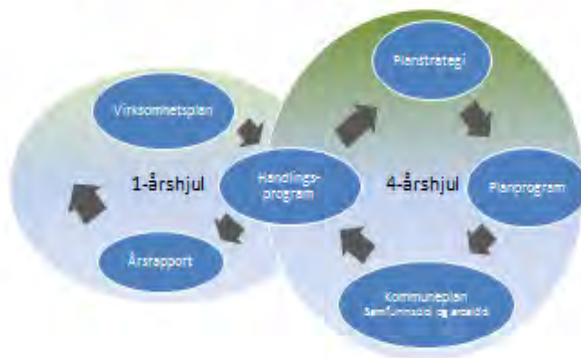 Planstrategi
Virksomhetsplan
1-årshjul
Handlings-
program
4-årshjul
Planprogram
Årsrapport
Kommuneplan
Samfunnsdel og arealdel